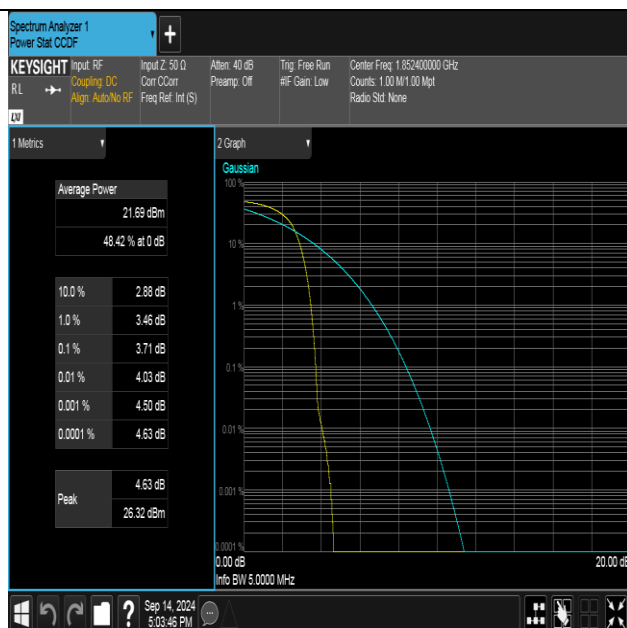 Spectrum Analyzer 1
Power Stat CCDF
+
KEYSIGHT
RL
LXI
Input: RF
Coupling: DC
Align: Auto/No RF
Input Z: 50 Ω
Corr CCorr
Freq Ref: Int (S)
Atten: 40 dB
Preamp: Off
Trig: Free Run
#IF Gain: Low
Center Freq: 1.852400000 GHz
Counts: 1.00 M/1.00 Mpt
Radio Std: None
1 Metrics
Average Power
21.69 dBm
48.42 % at 0 dB
10.0 % 2.88 dB
1.0 % 3.46 dB
0.1 % 3.71 dB
0.01 % 4.03 dB
0.001 % 4.50 dB
0.0001 % 4.63 dB
Peak
4.63 dB
26.32 dBm
2 Graph
Gaussian
100 %
10 %
1 %
0.1 %
0.01 %
0.001 %
0.0001 %
0.00 dB 20.00 dB
Info BW 5.0000 MHz
?
Sep 14, 2024
5:03:46 PM